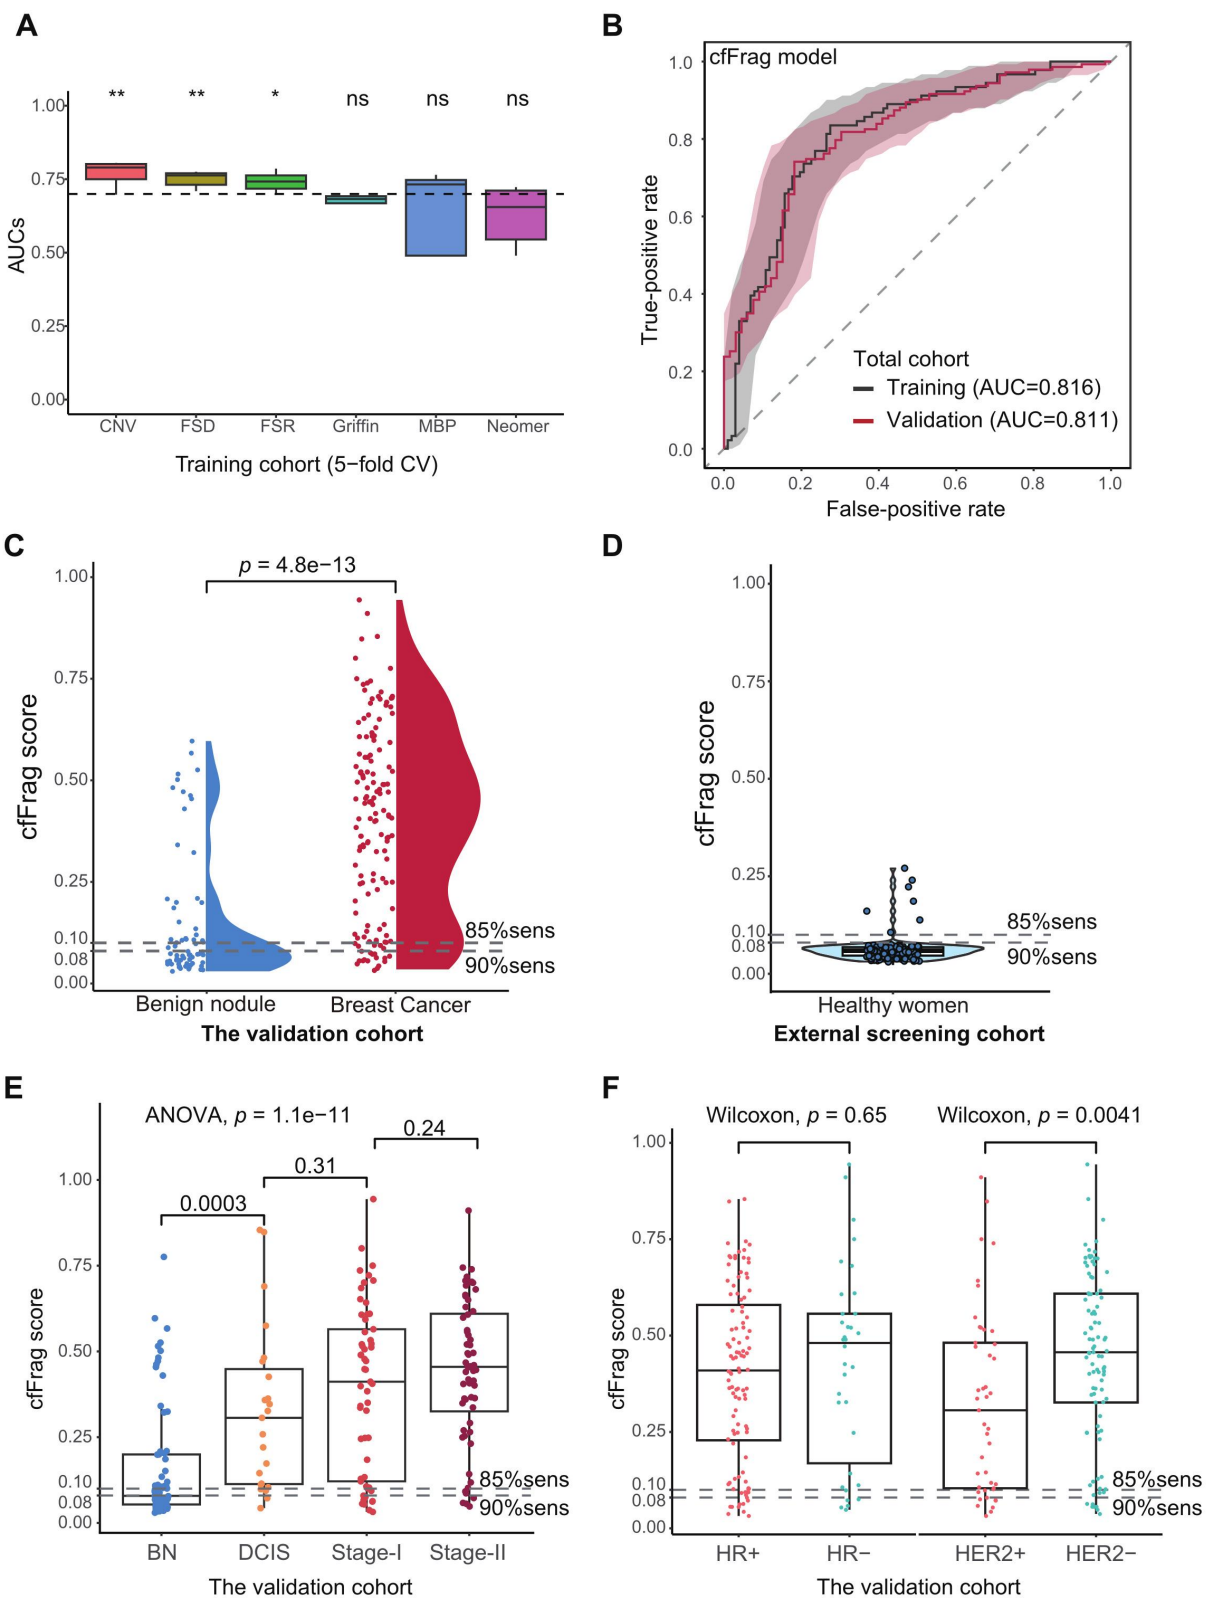 A
** ** * ns ns ns
1.00
0.75
0.50
0.25
0.00
AUCs
CNV FSD FSR Griffin MBP Neomer
Training cohort (5−fold CV)
B
cfFrag model
1.0
0.8
0.6
0.4
0.2
0.0
True-positive rate
Total cohort
Training (AUC=0.816)
Validation (AUC=0.811)
0.0 0.2 0.4 0.6 0.8 1.0
False-positive rate
C
p = 4.8e−13
1.00
0.75
0.50
0.25
0.10
0.08
0.00
cfFrag score
85%sens
90%sens
Benign nodule Breast Cancer
The validation cohort
D
1.00
0.75
0.50
0.25
0.10
0.08
0.00
cfFrag score
85%sens
90%sens
Healthy women
External screening cohort
E
ANOVA, p = 1.1e−11
0.24
0.31
0.0003
1.00
0.75
0.50
0.25
0.10
0.08
0.00
cfFrag score
85%sens
90%sens
BN DCIS Stage-I Stage-II
The validation cohort
F
Wilcoxon, p = 0.65 Wilcoxon, p = 0.0041
1.00
0.75
0.50
0.25
0.10
0.08
0.00
cfFrag score
85%sens
90%sens
HR+ HR− HER2+ HER2−
The validation cohort